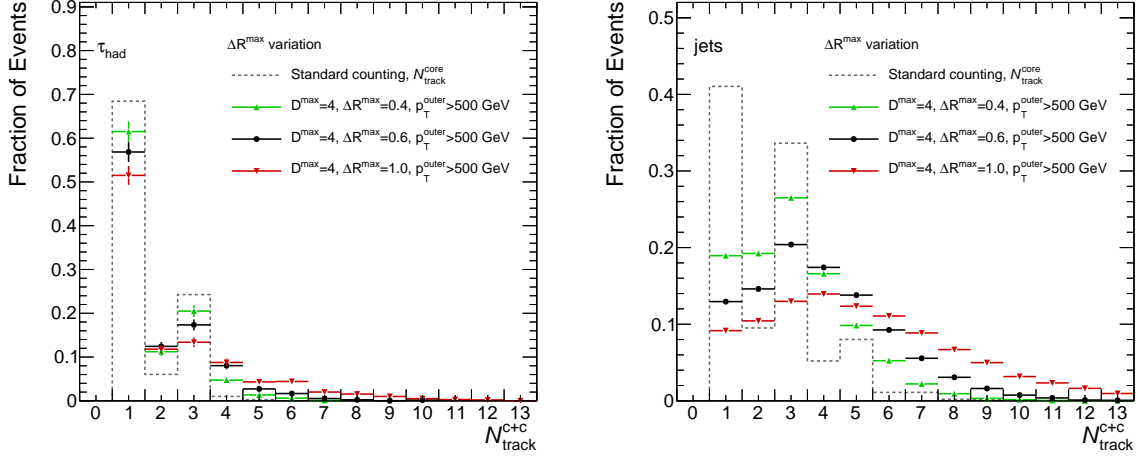 Fraction of Events
0.9
0.8
0.7
0.6
0.5
0.4
0.3
0.2
0.1
0
τ_had
ΔR^max variation
Standard counting, N_track^core
D^max=4, ΔR^max=0.4, p_T^outer>500 GeV
D^max=4, ΔR^max=0.6, p_T^outer>500 GeV
D^max=4, ΔR^max=1.0, p_T^outer>500 GeV
0 1 2 3 4 5 6 7 8 9 10 11 12 13
N_track^c+c
Fraction of Events
0.5
0.4
0.3
0.2
0.1
0
jets
ΔR^max variation
Standard counting, N_track^core
D^max=4, ΔR^max=0.4, p_T^outer>500 GeV
D^max=4, ΔR^max=0.6, p_T^outer>500 GeV
D^max=4, ΔR^max=1.0, p_T^outer>500 GeV
0 1 2 3 4 5 6 7 8 9 10 11 12 13
N_track^c+c